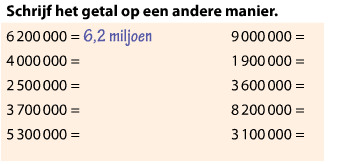 Schrijf het getal op een andere manier.
6 200 000 = 6,2 miljoen
4 000 000 =
2 500 000 =
3 700 000 =
5 300 000 =
9 000 000 =
1 900 000 =
3 600 000 =
8 200 000 =
3 100 000 =